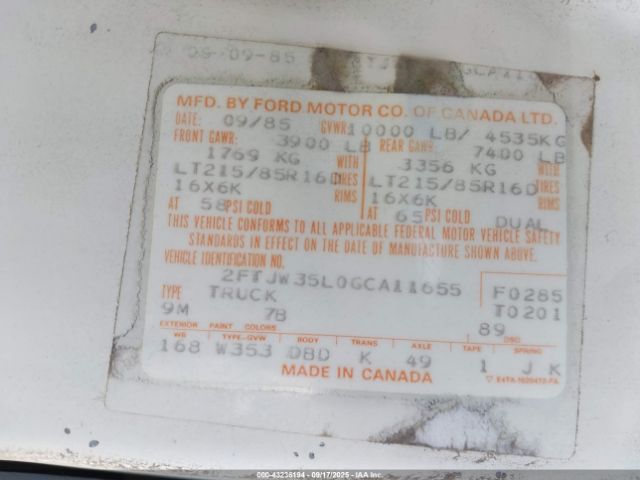 09-09-85
MFD. BY FORD MOTOR CO. OF CANADA LTD.
DATE: 09/85 GVWR 10000 LB/ 4535KG
FRONT GAWR: 3900 LB REAR GAWR: 7400 LB
1769 KG WITH 3356 KG WITH
LT215/85R16D TIRES LT215/85R16D TIRES
16X6K RIMS 16X6K RIMS
AT 58 PSI COLD AT 65 PSI COLD DUAL
THIS VEHICLE CONFORMS TO ALL APPLICABLE FEDERAL MOTOR VEHICLE SAFETY
STANDARDS IN EFFECT ON THE DATE OF MANUFACTURE SHOWN ABOVE.
VEHICLE IDENTIFICATION NO.
2FTJW35L0GCA11655 F0285
TYPE TRUCK T0201
9M 7B 89
EXTERIOR PAINT COLORS DSO
WB TYPE-GVW BODY TRANS AXLE TAPE SPRING
168 W353 DBD K 49 1 J K
MADE IN CANADA
000-43236194 - 09/17/2025 - IAA Corp.